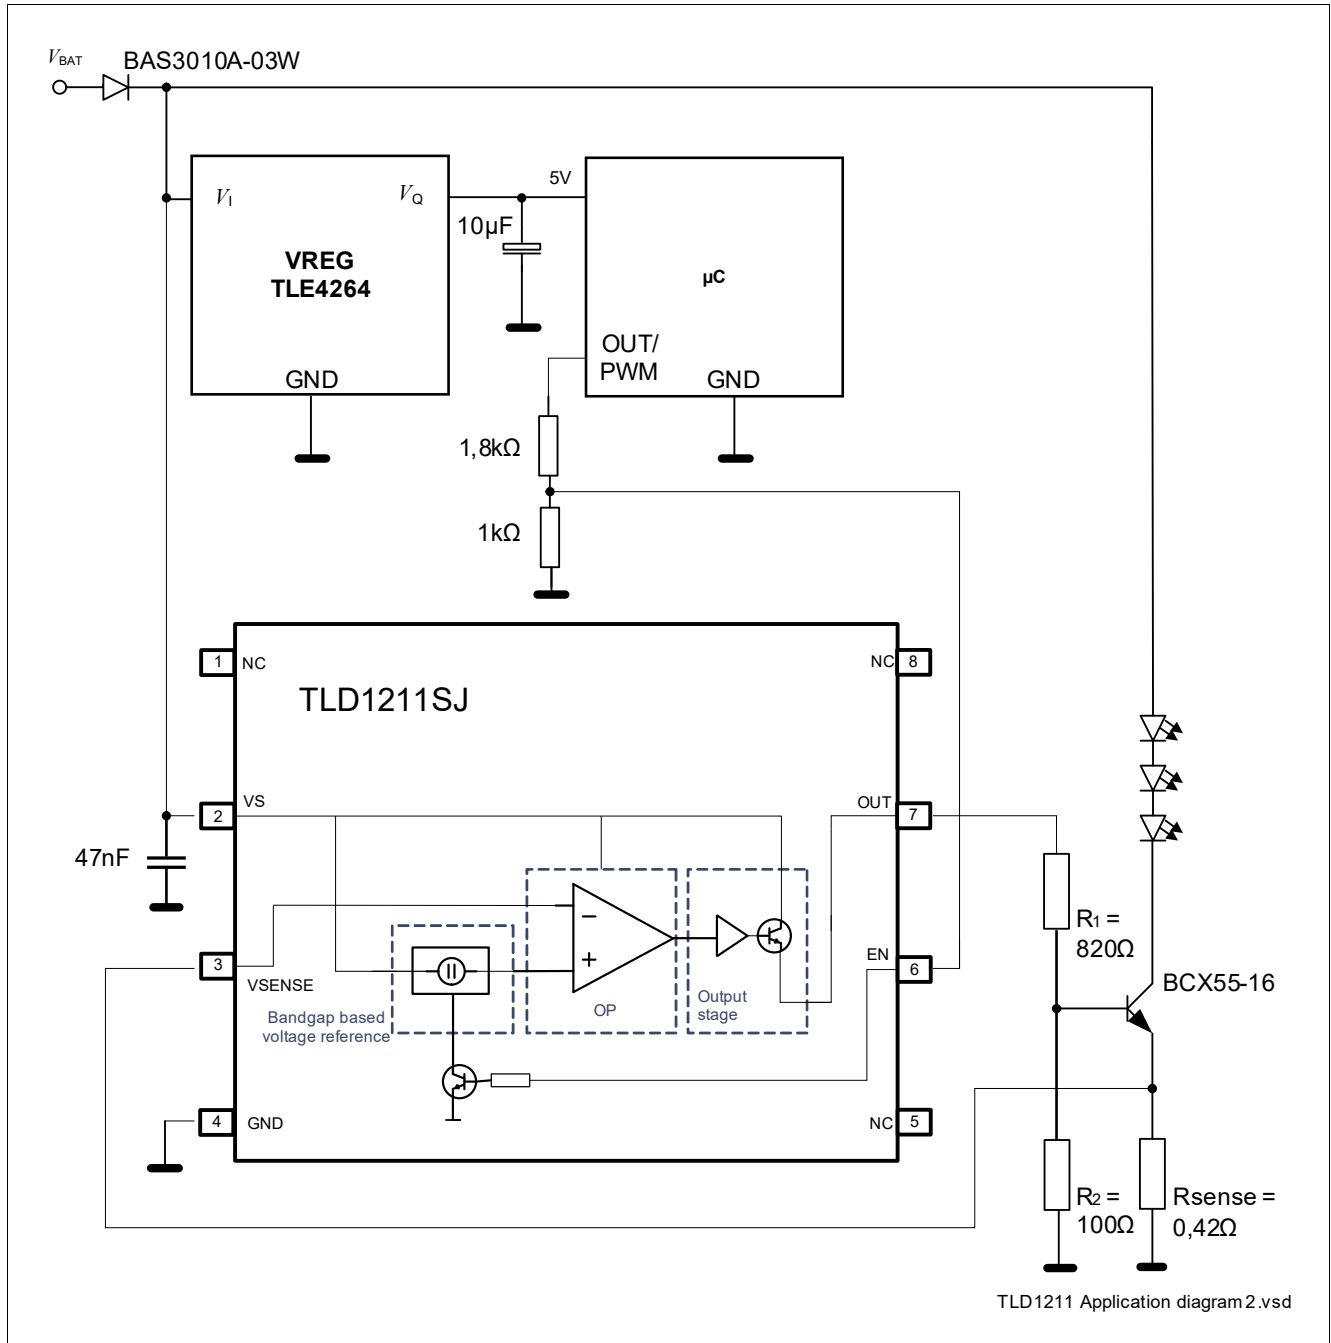 VBAT
BAS3010A-03W
VI
VQ
5V
10µF
VREG
TLE4264
µC
OUT/
PWM
GND
GND
1,8kΩ
1kΩ
1
NC
NC
8
TLD1211SJ
2
VS
OUT
7
47nF
R1 =
820Ω
3
VSENSE
EN
6
BCX55-16
Bandgap based
voltage reference
OP
Output
stage
4
GND
NC
5
R2 =
100Ω
Rsense =
0,42Ω
TLD1211 Application diagram2.vsd